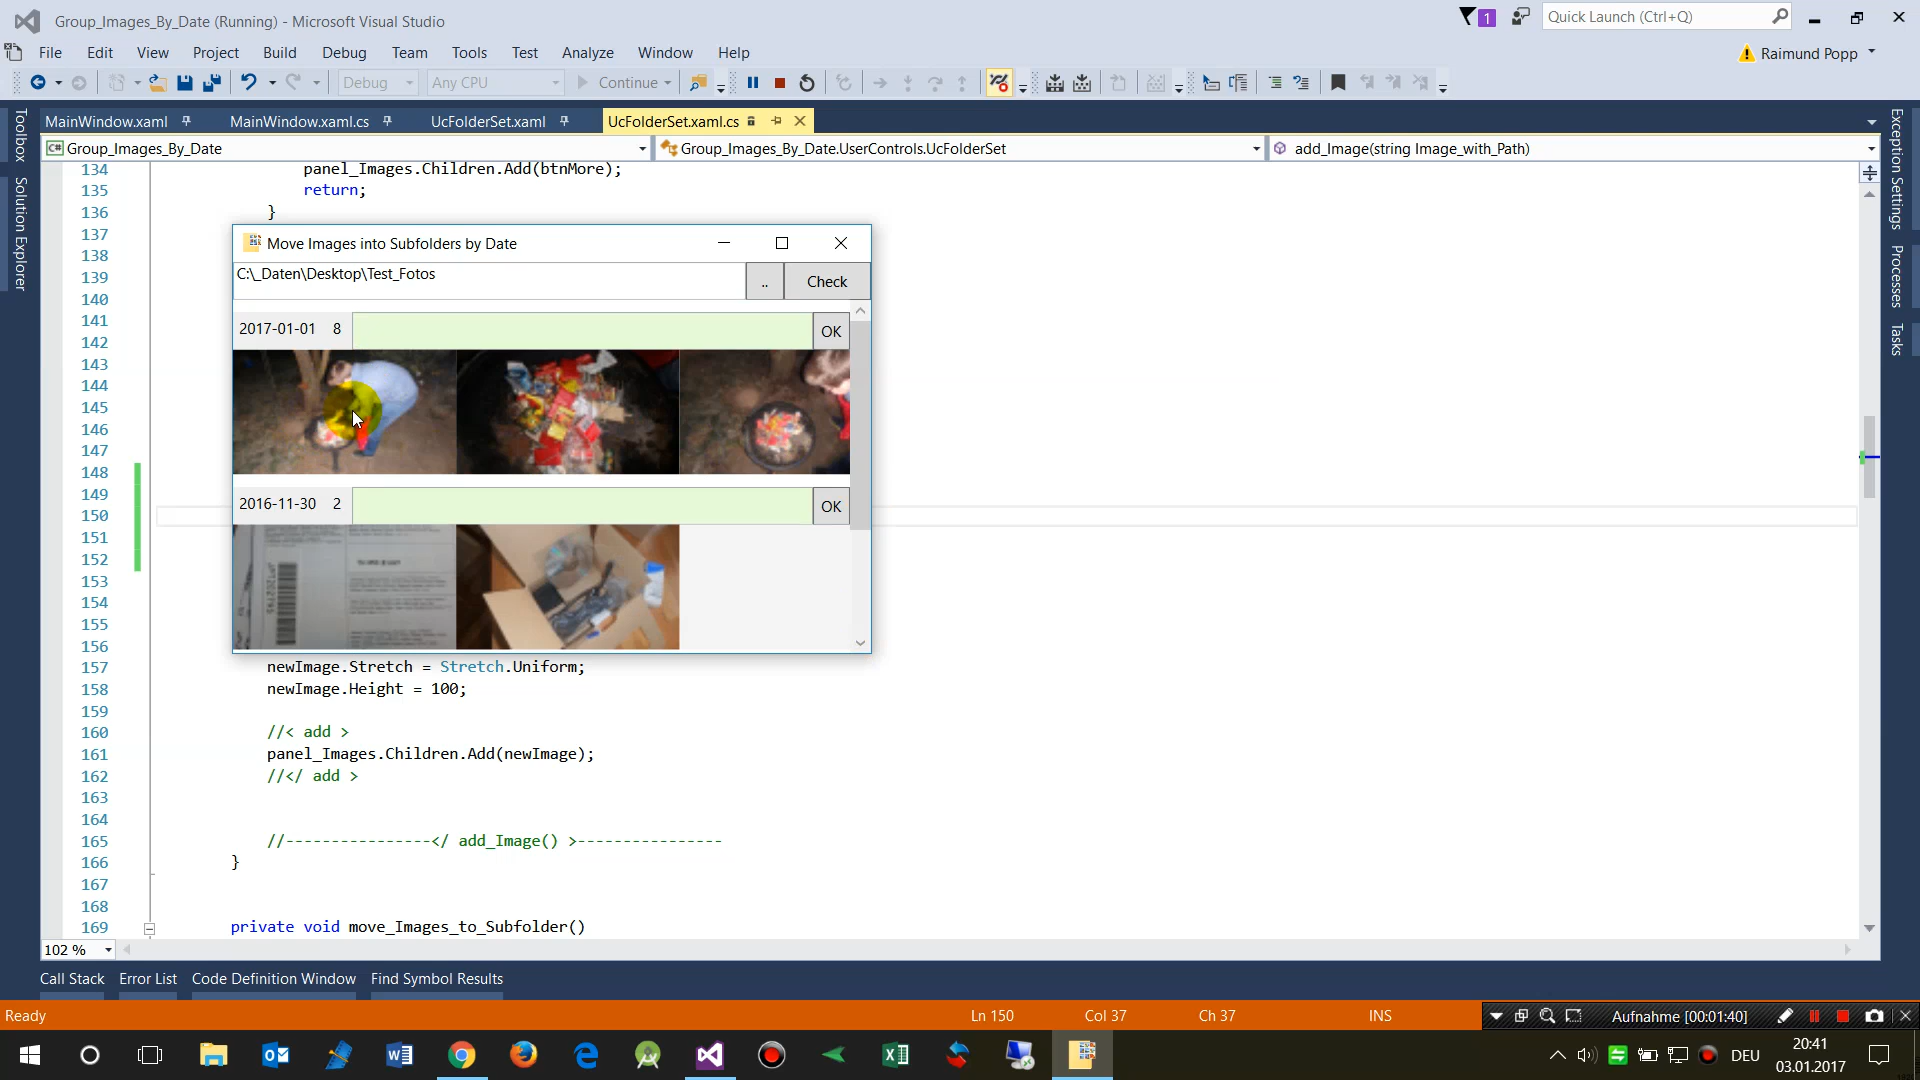 Group_Images_By_Date (Running) - Microsoft Visual Studio
1
Quick Launch (Ctrl+Q)
File Edit View Project Build Debug Team Tools Test Analyze Window Help
Raimund Popp
Debug Any CPU Continue
MainWindow.xaml MainWindow.xaml.cs UcFolderSet.xaml UcFolderSet.xaml.cs
Group_Images_By_Date Group_Images_By_Date.UserControls.UcFolderSet add_Image(string Image_with_Path)
Toolbox
Solution Explorer
Exception Settings
Processes
Tasks
134 panel_Images.Children.Add(btnMore);
135 return;
136 }
137
138
139
140
141
142
143
144
145
146
147
148
149
150
151
152
153
154
155
156
157 newImage.Stretch = Stretch.Uniform;
158 newImage.Height = 100;
159
160 //< add >
161 panel_Images.Children.Add(newImage);
162 //</ add >
163
164
165 //----------------</ add_Image() >----------------
166 }
167
168
169 private void move_Images_to_Subfolder()
Move Images into Subfolders by Date
C:\_Daten\Desktop\Test_Fotos .. Check
2017-01-01 8 OK
2016-11-30 2 OK
102 %
Call Stack Error List Code Definition Window Find Symbol Results
Ready Ln 150 Col 37 Ch 37 INS
Aufnahme [00:01:40]
DEU
20:41
03.01.2017